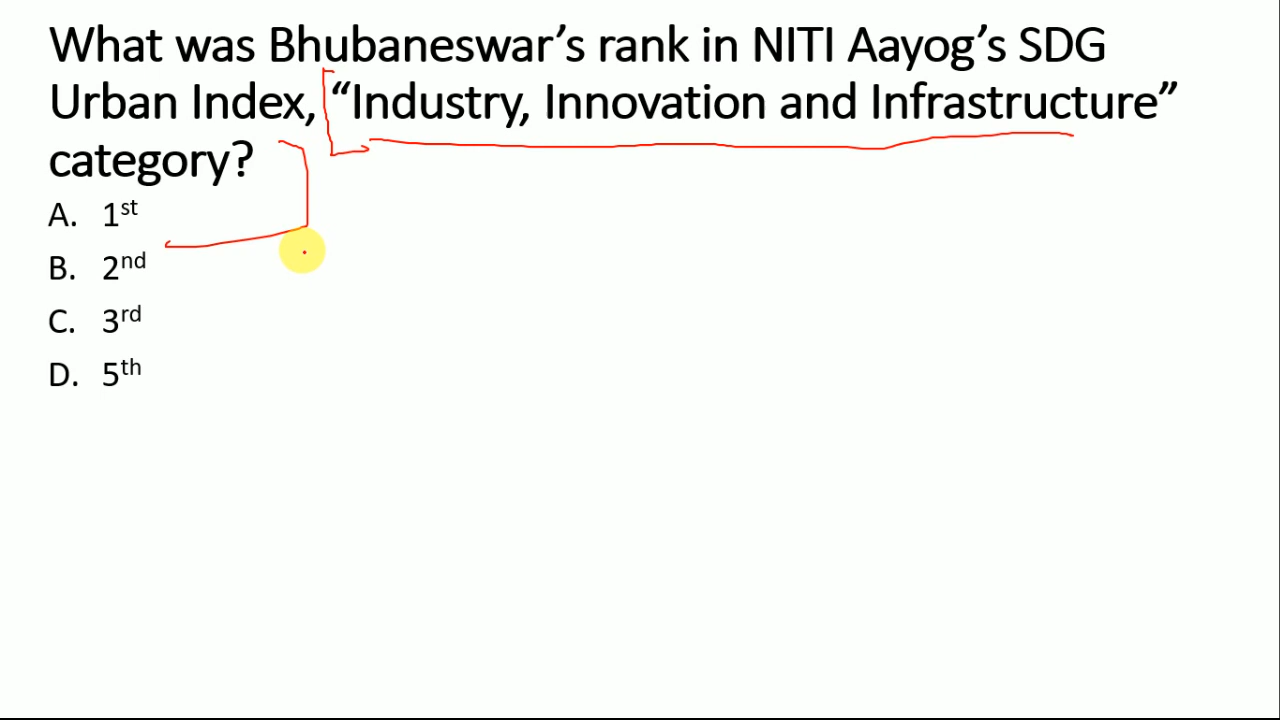 What was Bhubaneswar’s rank in NITI Aayog’s SDG
Urban Index, “Industry, Innovation and Infrastructure”
category?
A. 1st
B. 2nd
C. 3rd
D. 5th